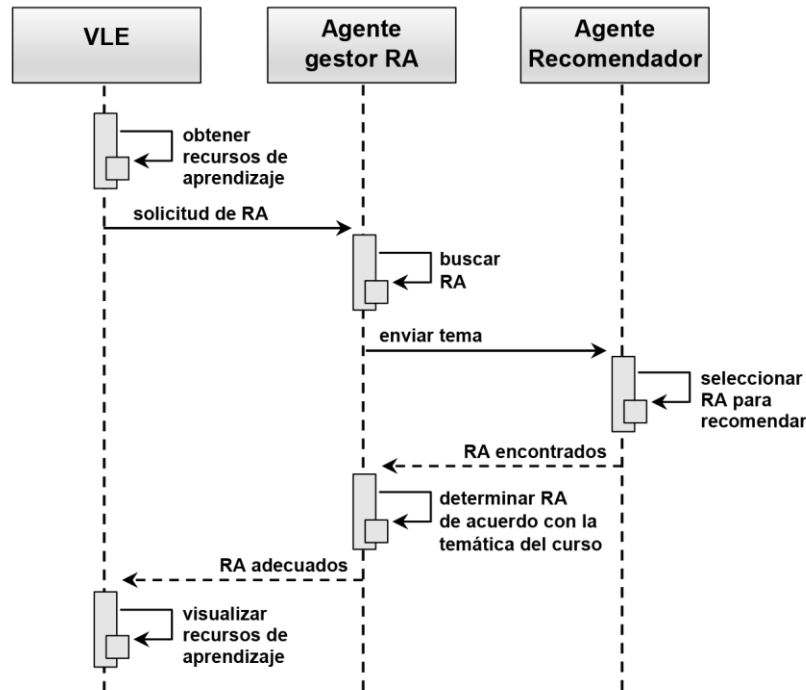 VLE
Agente
gestor RA
Agente
Recomendador
obtener
recursos de
aprendizaje
solicitud de RA
buscar
RA
enviar tema
seleccionar
RA para
recomendar
RA encontrados
determinar RA
de acuerdo con la
temática del curso
RA adecuados
visualizar
recursos de
aprendizaje